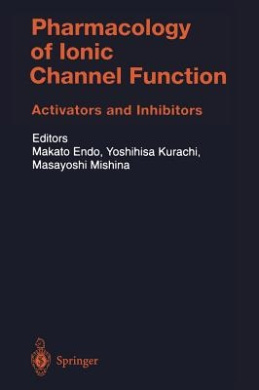 Pharmacology
of Ionic
Channel Function
Activators and Inhibitors
Editors
Makato Endo, Yoshihisa Kurachi,
Masayoshi Mishina
Springer